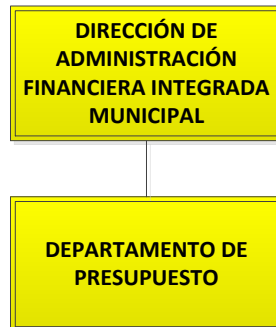 DIRECCIÓN DE
ADMINISTRACIÓN
FINANCIERA INTEGRADA
MUNICIPAL
DEPARTAMENTO DE
PRESUPUESTO